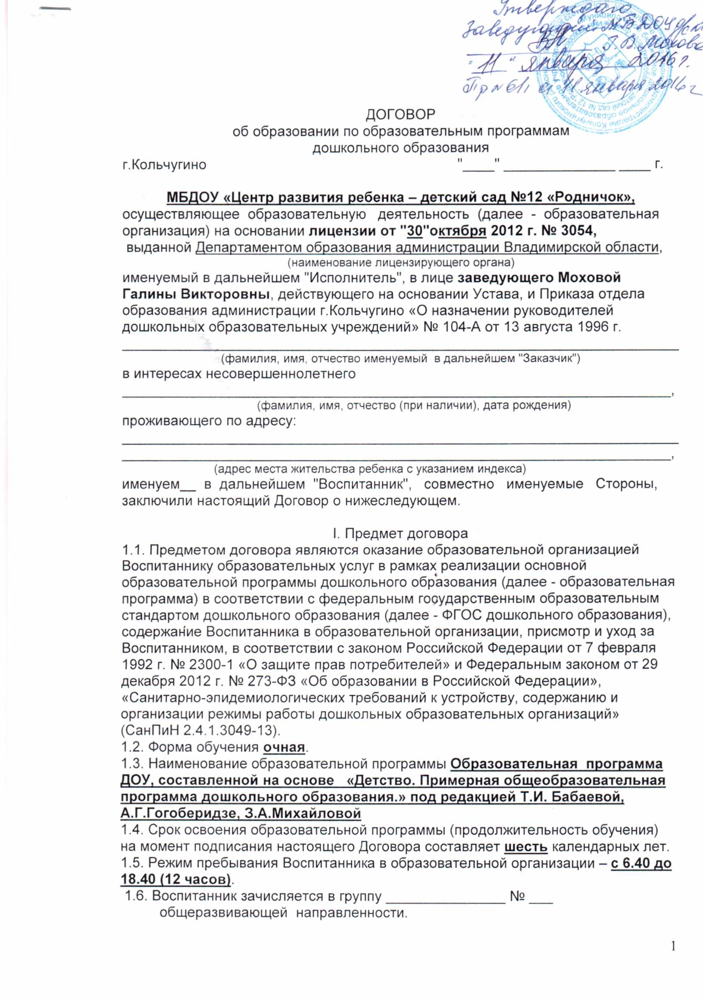 Утверждаю
Заведующий МБДОУ
Г.В. Мохова
"11" января 2016 г.
11 января 2016 г
ДОГОВОР
об образовании по образовательным программам
дошкольного образования
г.Кольчугино "____" ______________ ____ г.
МБДОУ «Центр развития ребенка – детский сад №12 «Родничок»,
осуществляющее образовательную деятельность (далее - образовательная
организация) на основании лицензии от "30"октября 2012 г. № 3054,
выданной Департаментом образования администрации Владимирской области,
(наименование лицензирующего органа)
именуемый в дальнейшем "Исполнитель", в лице заведующего Моховой
Галины Викторовны, действующего на основании Устава, и Приказа отдела
образования администрации г.Кольчугино «О назначении руководителей
дошкольных образовательных учреждений» № 104-А от 13 августа 1996 г.
(фамилия, имя, отчество именуемый в дальнейшем "Заказчик")
в интересах несовершеннолетнего
,
(фамилия, имя, отчество (при наличии), дата рождения)
проживающего по адресу:
,
(адрес места жительства ребенка с указанием индекса)
именуем__ в дальнейшем "Воспитанник", совместно именуемые Стороны,
заключили настоящий Договор о нижеследующем.
I. Предмет договора
1.1. Предметом договора являются оказание образовательной организацией
Воспитаннику образовательных услуг в рамках реализации основной
образовательной программы дошкольного образования (далее - образовательная
программа) в соответствии с федеральным государственным образовательным
стандартом дошкольного образования (далее - ФГОС дошкольного образования),
содержание Воспитанника в образовательной организации, присмотр и уход за
Воспитанником, в соответствии с законом Российской Федерации от 7 февраля
1992 г. № 2300-1 «О защите прав потребителей» и Федеральным законом от 29
декабря 2012 г. № 273-ФЗ «Об образовании в Российской Федерации»,
«Санитарно-эпидемиологических требований к устройству, содержанию и
организации режимы работы дошкольных образовательных организаций»
(СанПиН 2.4.1.3049-13).
1.2. Форма обучения очная.
1.3. Наименование образовательной программы Образовательная программа
ДОУ, составленной на основе «Детство. Примерная общеобразовательная
программа дошкольного образования.» под редакцией Т.И. Бабаевой,
А.Г.Гогоберидзе, З.А.Михайловой
1.4. Срок освоения образовательной программы (продолжительность обучения)
на момент подписания настоящего Договора составляет шесть календарных лет.
1.5. Режим пребывания Воспитанника в образовательной организации – с 6.40 до
18.40 (12 часов).
1.6. Воспитанник зачисляется в группу _______________ № ___
общеразвивающей направленности.
1